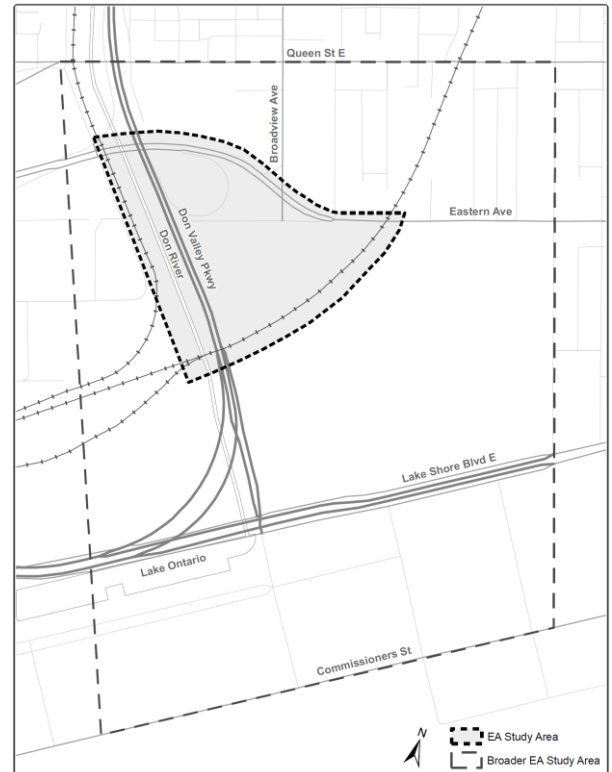 Queen St E
Broadview Ave
Eastern Ave
Don Valley Pkwy
Don River
Lake Shore Blvd E
Lake Ontario
Commissioners St
N
EA Study Area
Broader EA Study Area